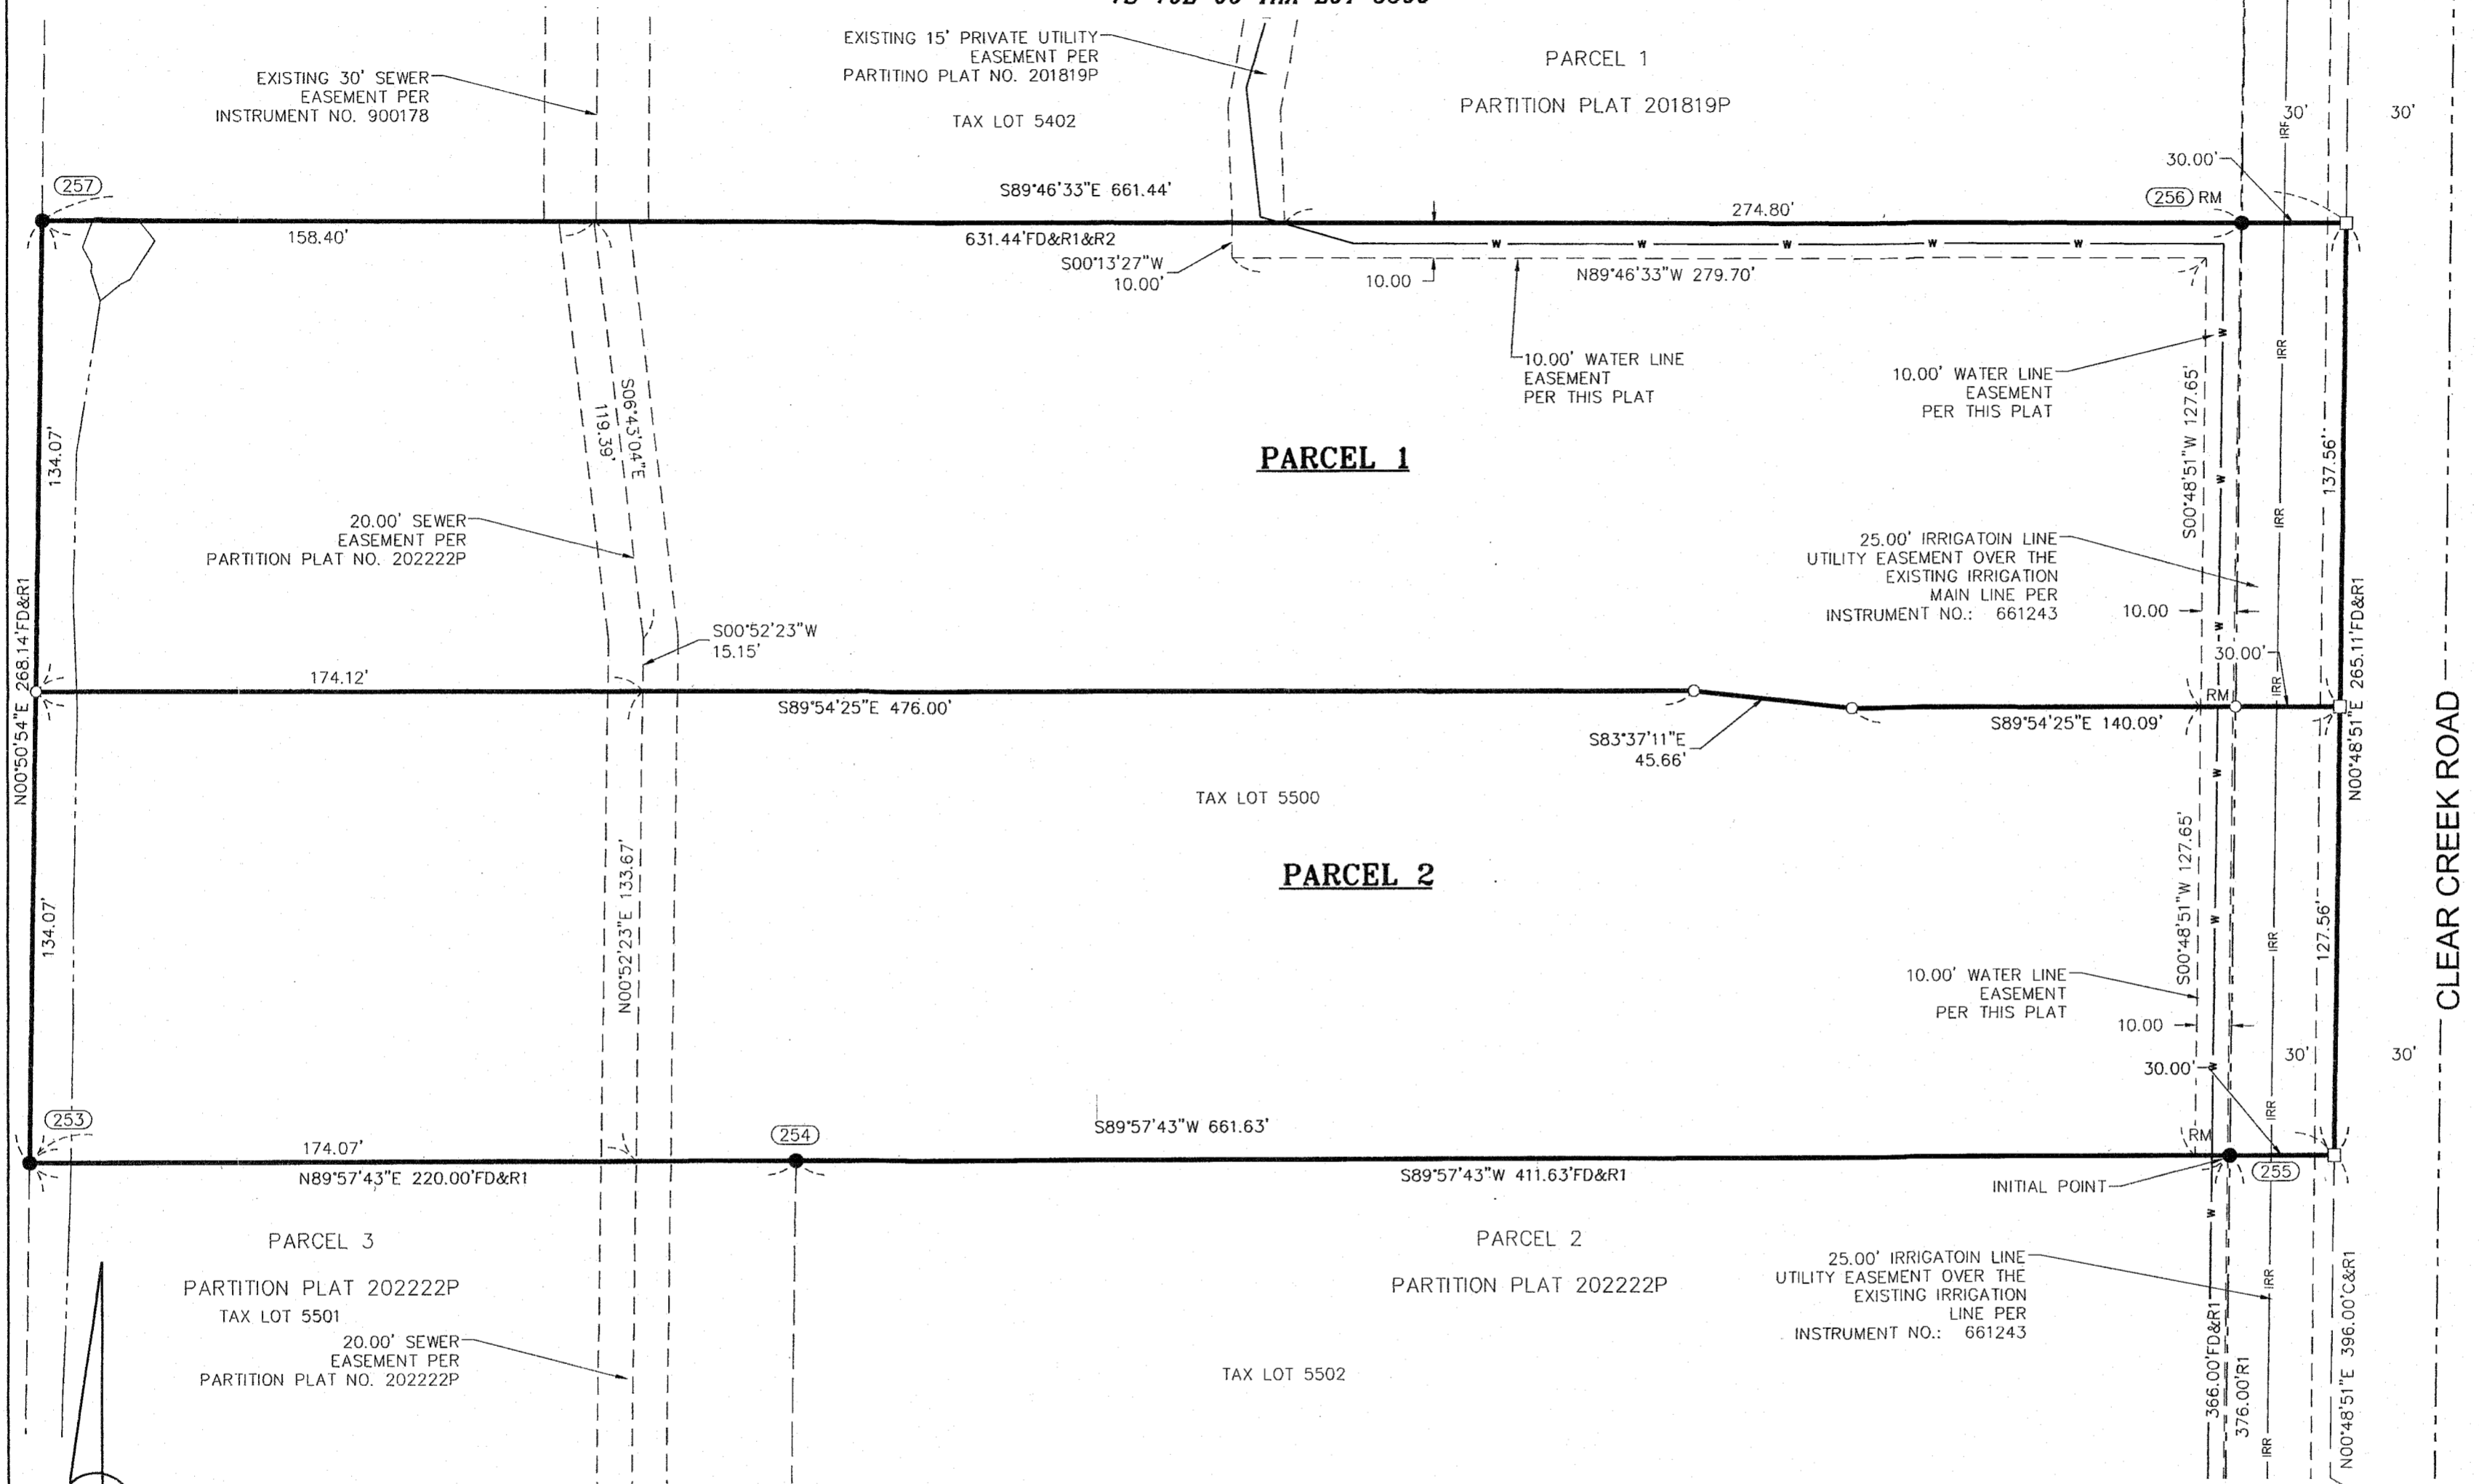 EXISTING 15' PRIVATE UTILITY
EASEMENT PER
PARTITINO PLAT NO. 201819P
EXISTING 30' SEWER
EASEMENT PER
INSTRUMENT NO. 900178
TAX LOT 5402
PARCEL 1
PARTITION PLAT 201819P
30'
30'
IRR
30.00'
257
S89°46'33"E 661.44'
274.80'
256 RM
158.40'
631.44'FD&R1&R2
S00°13'27"W
10.00'
10.00
W W W W W
N89°46'33"W 279.70'
10.00' WATER LINE
EASEMENT
PER THIS PLAT
10.00' WATER LINE
EASEMENT
PER THIS PLAT
W
IRR
S06°43'04"E
119.39'
134.07'
PARCEL 1
S00°48'51"W 127.65'
W
137.56'
20.00' SEWER
EASEMENT PER
PARTITION PLAT NO. 202222P
25.00' IRRIGATOIN LINE
UTILITY EASEMENT OVER THE
EXISTING IRRIGATION
MAIN LINE PER
INSTRUMENT NO.: 661243
IRR
10.00
W
S00°52'23"W
15.15'
30.00'
N00°50'54"E 268.14'FD&R1
N00°48'51"E 265.11'FD&R1
174.12'
S89°54'25"E 476.00'
RM
IRR
S89°54'25"E 140.09'
S83°37'11"E
45.66'
W
CLEAR CREEK ROAD
TAX LOT 5500
PARCEL 2
134.07'
N00°52'23"E 133.67'
S00°48'51"W 127.65'
W
IRR
127.56'
10.00' WATER LINE
EASEMENT
PER THIS PLAT
10.00
30'
30'
30.00'
W
IRR
253
254
S89°57'43"W 661.63'
RM
174.07'
N89°57'43"E 220.00'FD&R1
S89°57'43"W 411.63'FD&R1
255
INITIAL POINT
W
PARCEL 3
PARTITION PLAT 202222P
TAX LOT 5501
20.00' SEWER
EASEMENT PER
PARTITION PLAT NO. 202222P
PARCEL 2
PARTITION PLAT 202222P
TAX LOT 5502
25.00' IRRIGATOIN LINE
UTILITY EASEMENT OVER THE
EXISTING IRRIGATION
LINE PER
INSTRUMENT NO.: 661243
IRR
366.00'FD&R1
376.00'R1
IRR
N00°48'51"E 396.00'C&R1